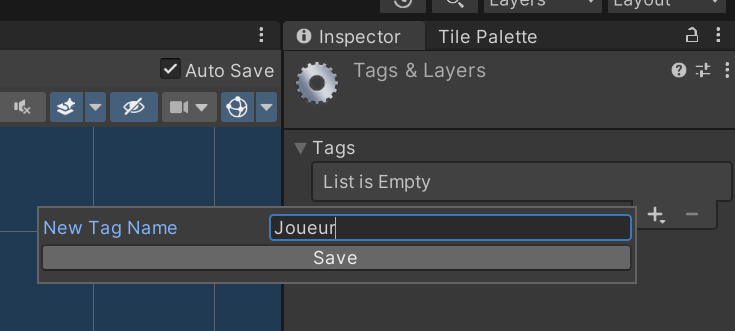 Layers
Layout
Inspector
Tile Palette
Auto Save
Tags & Layers
Tags
List is Empty
New Tag Name
Joueur
Save